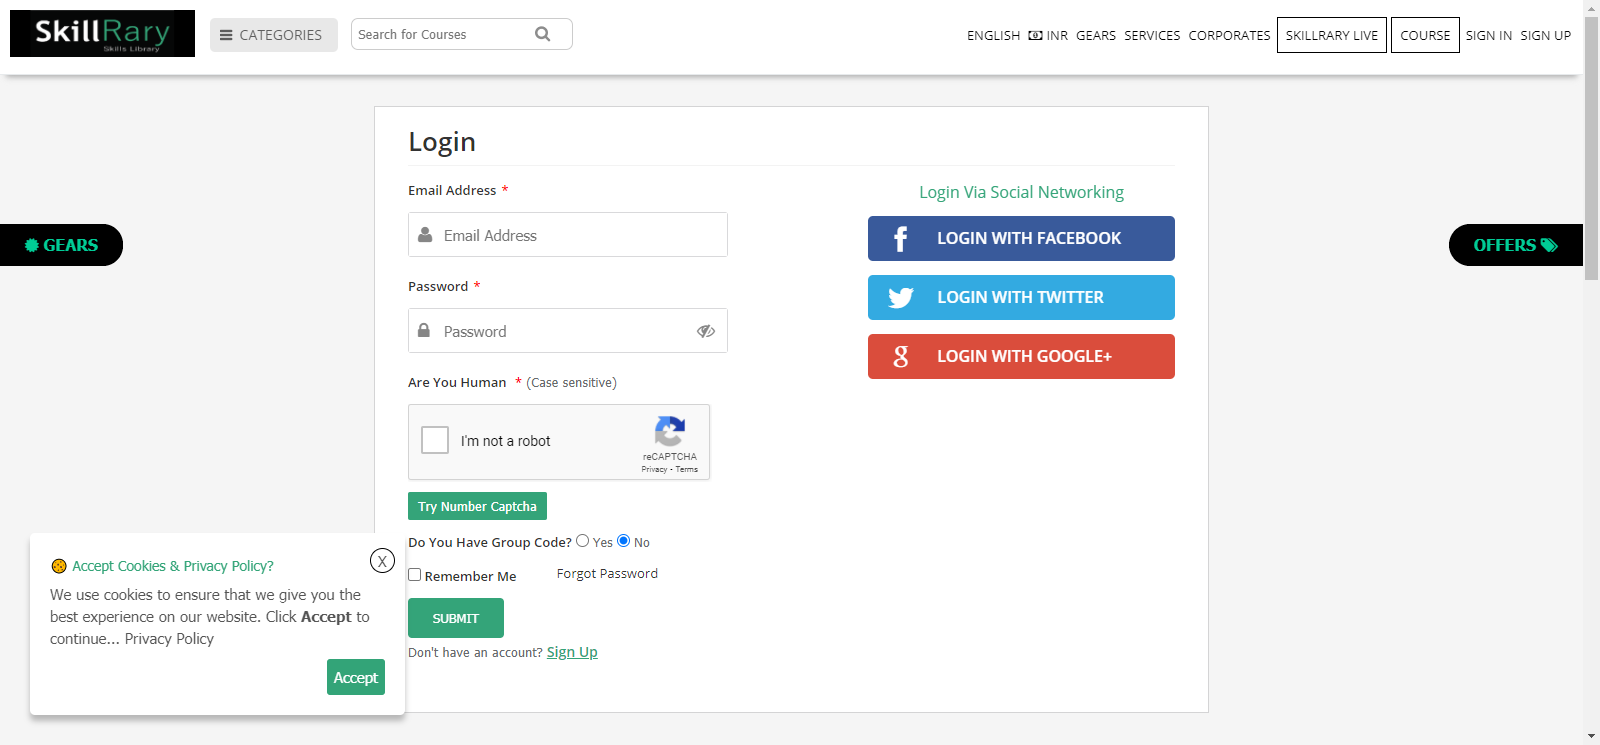 SkillRary
Skills Library
CATEGORIES
Search for Courses
ENGLISH INR GEARS SERVICES CORPORATES SKILLRARY LIVE COURSE SIGN IN SIGN UP
Login
Email Address *
Email Address
Password *
Password
Are You Human * (Case sensitive)
I'm not a robot
reCAPTCHA
Privacy - Terms
Try Number Captcha
Do You Have Group Code? Yes No
Remember Me
Forgot Password
SUBMIT
Don't have an account? Sign Up
Login Via Social Networking
LOGIN WITH FACEBOOK
LOGIN WITH TWITTER
LOGIN WITH GOOGLE+
GEARS
OFFERS
Accept Cookies & Privacy Policy?
X
We use cookies to ensure that we give you the
best experience on our website. Click Accept to
continue... Privacy Policy
Accept